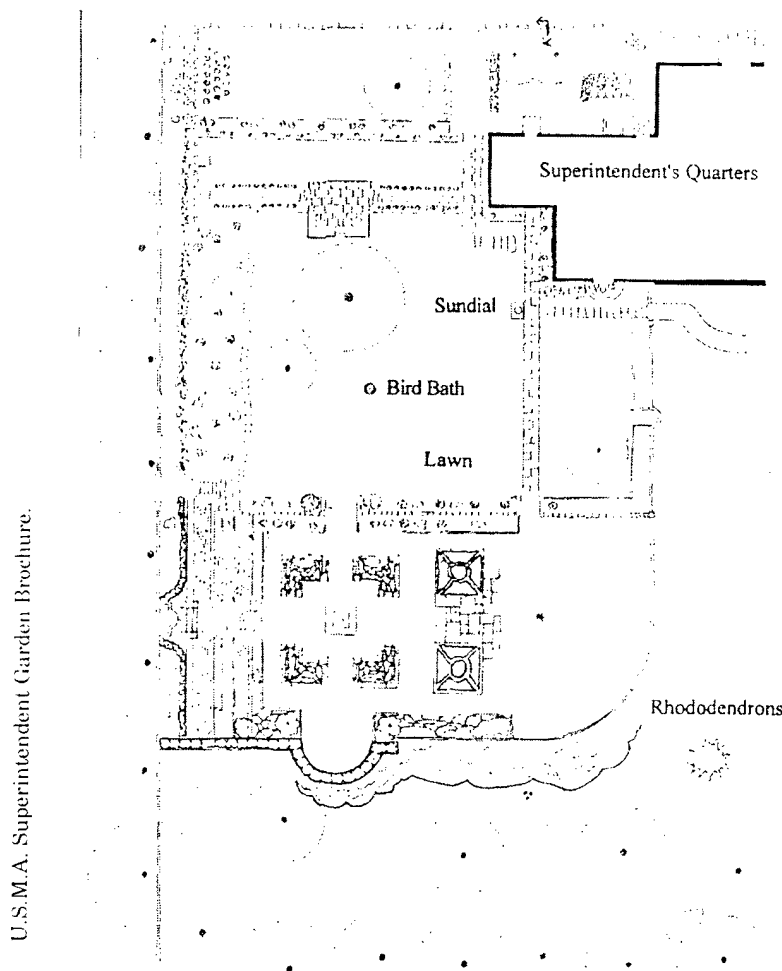 Superintendent's Quarters
Sundial
Bird Bath
Lawn
Rhododendrons
U.S.M.A. Superintendent Garden Brochure.